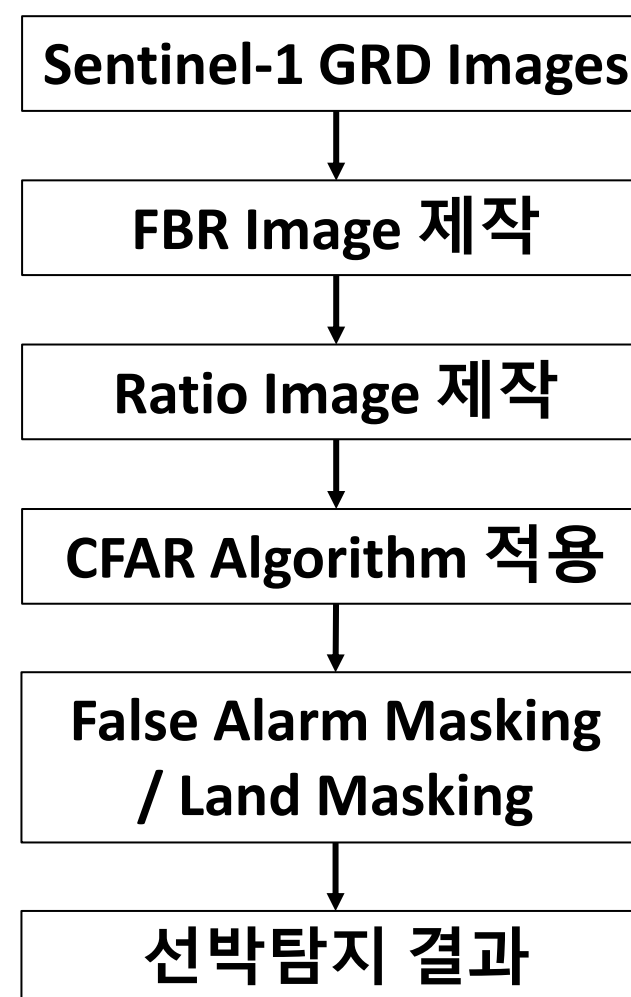 Sentinel-1 GRD Images
FBR Image 제작
Ratio Image 제작
CFAR Algorithm 적용
False Alarm Masking
/ Land Masking
선박탐지 결과